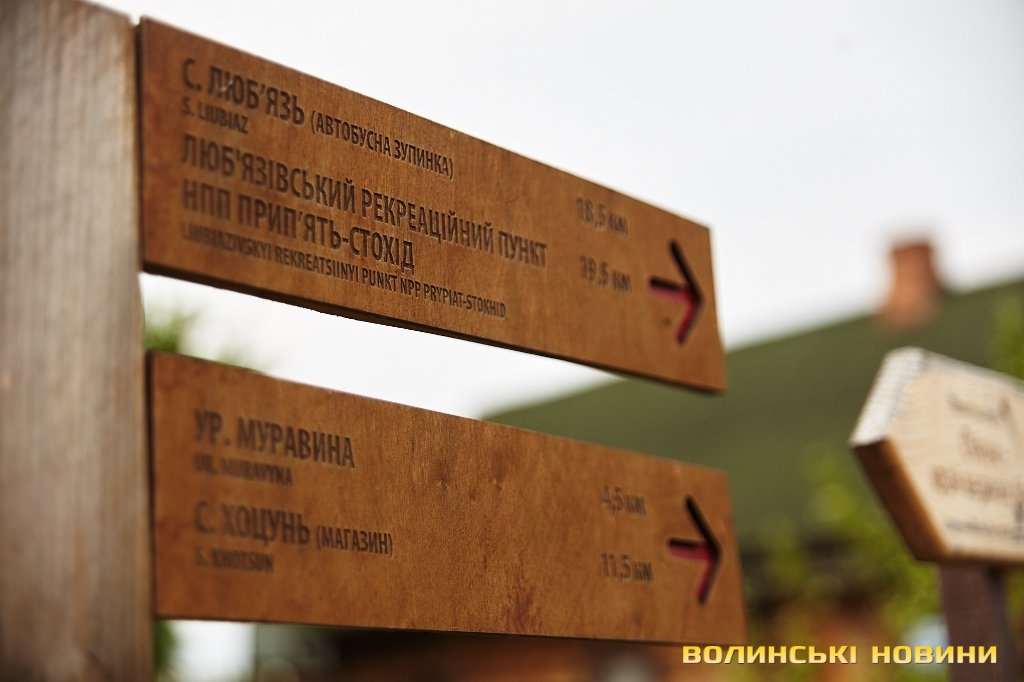 С. ЛЮБ'ЯЗЬ (АВТОБУСНА ЗУПИНКА) 18,5 КМ
S. LIUBIAZ
ЛЮБ'ЯЗІВСЬКИЙ РЕКРЕАЦІЙНИЙ ПУНКТ 19,5 КМ
НПП ПРИП'ЯТЬ-СТОХІД
LIUBIAZIVSKYI REKREATSIINYI PUNKT NPP PRYPIAT-STOKHID
УР. МУРАВИНА 4,5 КМ
UR. MURAVYNA
С. ХОЦУНЬ (МАГАЗИН) 11,5 КМ
S. KHOTSUN
ВОЛИНСЬКІ НОВИНИ